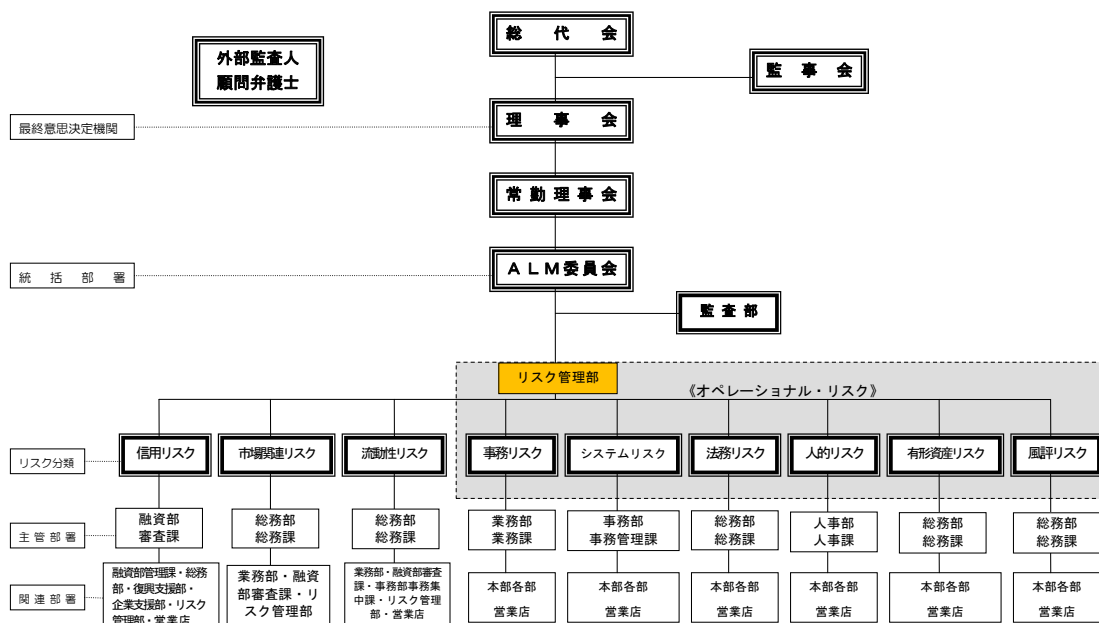 総代会
外部監査人
顧問弁護士
監事会
最終意思決定機関
理事会
常勤理事会
統括部署
ALM委員会
監査部
リスク管理部
《オペレーショナル・リスク》
リスク分類
信用リスク
市場関連リスク
流動性リスク
事務リスク
システムリスク
法務リスク
人的リスク
有形資産リスク
風評リスク
主管部署
融資部
審査課
総務部
総務課
総務部
総務課
業務部
業務課
事務部
事務管理課
総務部
総務課
人事部
人事課
総務部
総務課
総務部
総務課
関連部署
融資部管理課・総務
部・復興支援部・
企業支援部・リスク
管理部・営業店
業務部・融資
部審査課・リ
スク管理部
業務部・融資部審査
課・事務部事務集
中課・リスク管理
部・営業店
本部各部
営業店
本部各部
営業店
本部各部
営業店
本部各部
営業店
本部各部
営業店
本部各部
営業店